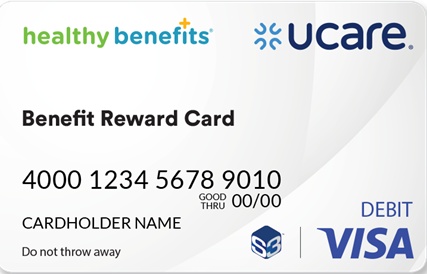 healthy benefits+®
ucare®
Benefit Reward Card
4000 1234 5678 9010
GOOD THRU 00/00
CARDHOLDER NAME
Do not throw away
S3
DEBIT
VISA